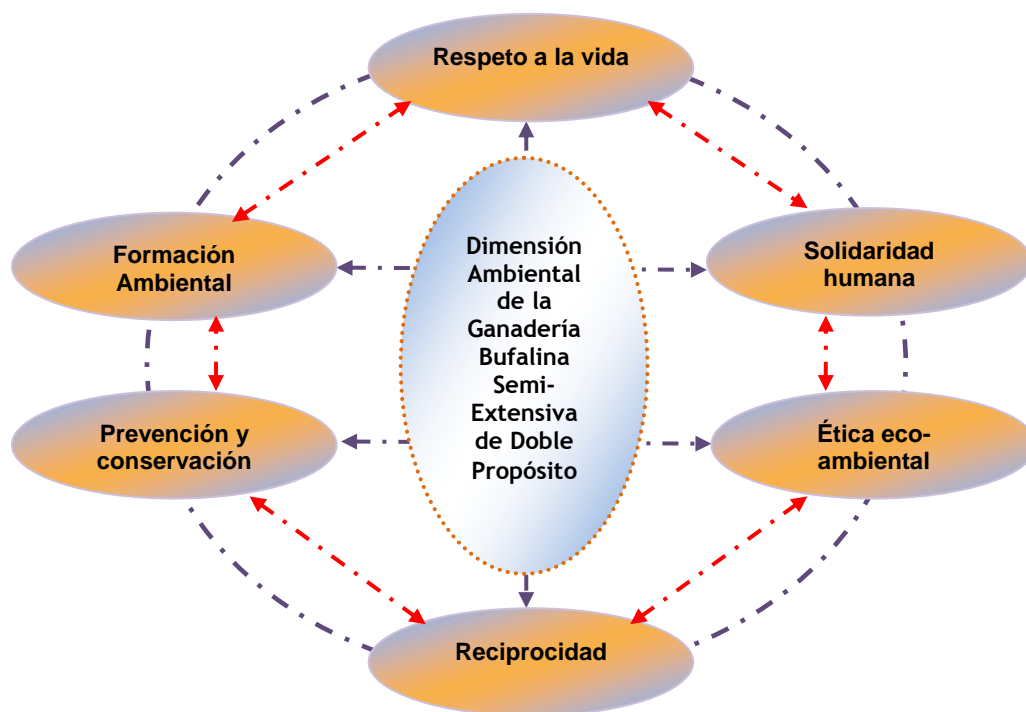 Respeto a la vida
Formación
Ambiental
Dimensión
Ambiental
de la
Ganadería
Bufalina
Semi-
Extensiva
de Doble
Propósito
Solidaridad
humana
Prevención y
conservación
Ética eco-
ambiental
Reciprocidad